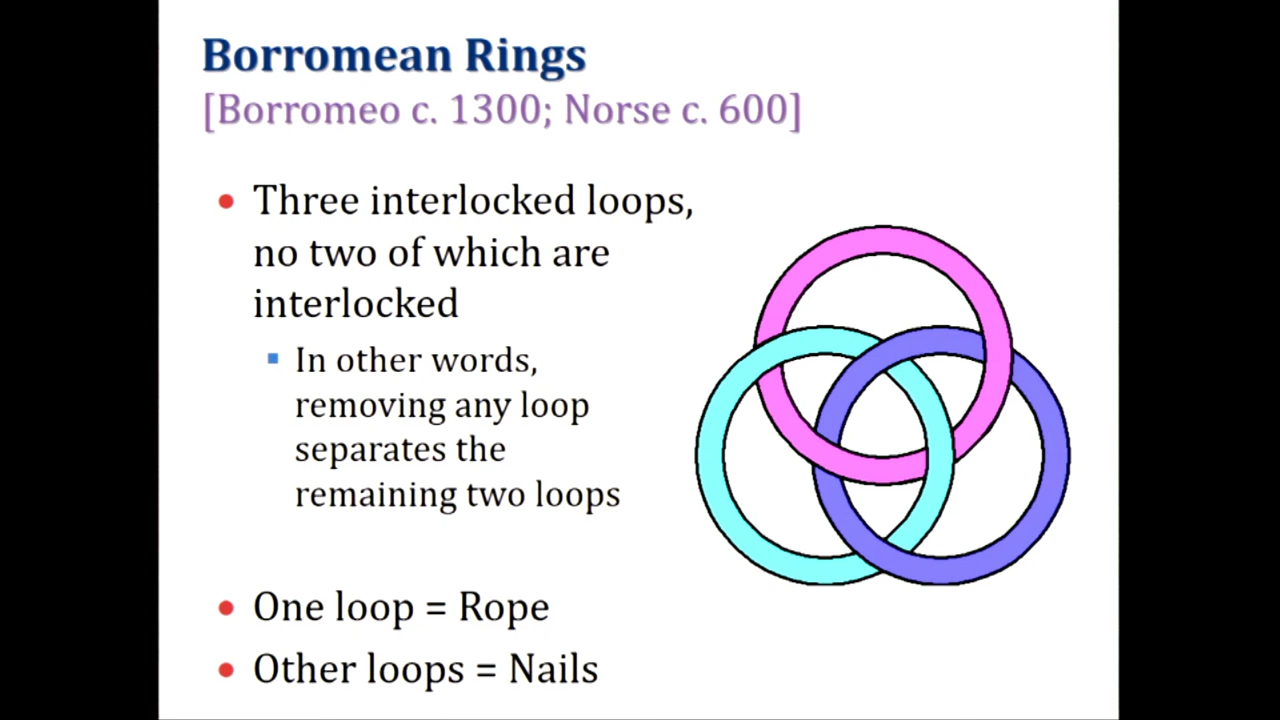 Borromean Rings
[Borromeo c. 1300; Norse c. 600]
• Three interlocked loops,
no two of which are
interlocked
▪ In other words,
removing any loop
separates the
remaining two loops
• One loop = Rope
• Other loops = Nails